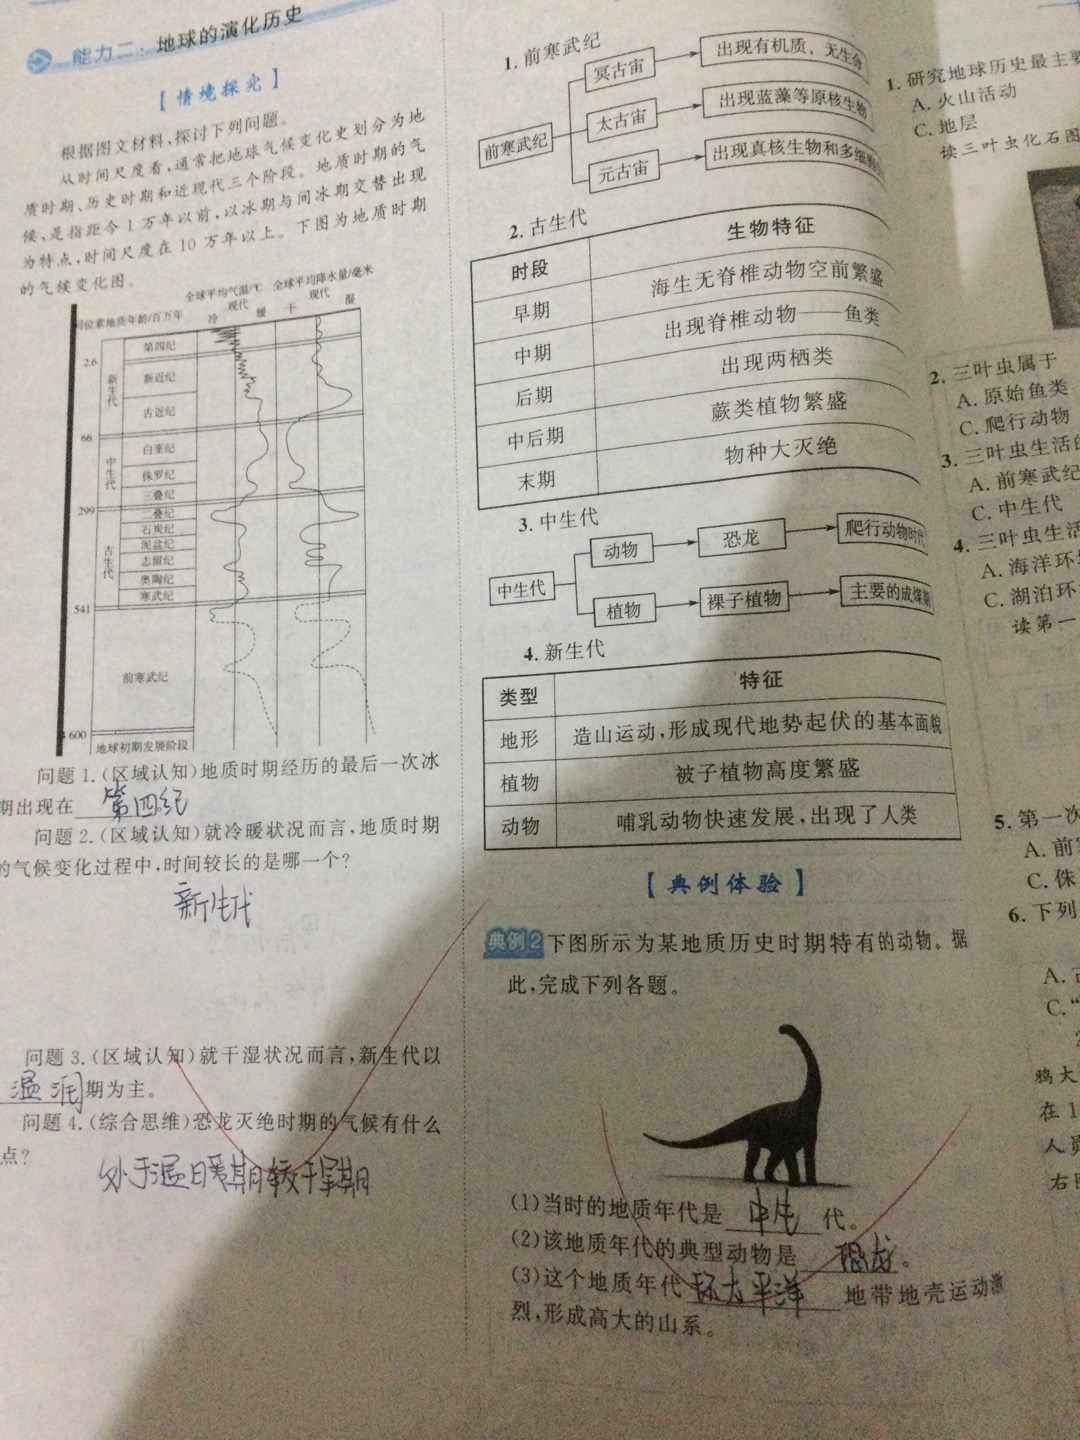 能力二：地球的演化历史
【情境探究】
根据图文材料,探讨下列问题。
从时间尺度看,通常把地球气候变化史划分为地
质时期、历史时期和近现代三个阶段。地质时期的气
候,是指距今1万年以前,以冰期与间冰期交替出现
为特点,时间尺度在10万年以上。下图为地质时期
的气候变化图。
全球平均气温/℃ 全球平均降水量/毫米
同位素地质年龄/百万年 冷 现代 暖 干 现代 湿
2.6
66
299
541
600
新生代
第四纪
新近纪
古近纪
中生代
白垩纪
侏罗纪
三叠纪
古生代
二叠纪
石炭纪
泥盆纪
志留纪
奥陶纪
寒武纪
前寒武纪
地球初期发展阶段
问题1.(区域认知)地质时期经历的最后一次冰
期出现在 第四纪
问题2.(区域认知)就冷暖状况而言,地质时期
的气候变化过程中,时间较长的是哪一个?
新生代
问题3.(区域认知)就干湿状况而言,新生代以
温润期为主。
问题4.(综合思维)恐龙灭绝时期的气候有什么
点?
处于温暖期较干旱期
1.前寒武纪
前寒武纪
冥古宙 出现有机质,无生命
太古宙 出现蓝藻等原核生物
元古宙 出现真核生物和多细胞
2.古生代
时段 生物特征
早期 海生无脊椎动物空前繁盛
中期 出现脊椎动物——鱼类
后期 出现两栖类
中后期 蕨类植物繁盛
末期 物种大灭绝
3.中生代
中生代
动物 恐龙 爬行动物时代
植物 裸子植物 主要的成煤期
4.新生代
类型 特征
地形 造山运动,形成现代地势起伏的基本面貌
植物 被子植物高度繁盛
动物 哺乳动物快速发展,出现了人类
【典例体验】
典例2 下图所示为某地质历史时期特有的动物。据
此,完成下列各题。
(1)当时的地质年代是 中生 代。
(2)该地质年代的典型动物是 恐龙。
(3)这个地质年代 环太平洋 地带地壳运动激
烈,形成高大的山系。
1.研究地球历史最主要
A.火山活动
C.地层
读三叶虫化石图
2.三叶虫属于
A.原始鱼类
C.爬行动物
3.三叶虫生活的
A.前寒武纪
C.中生代
4.三叶虫生活
A.海洋环境
C.湖泊环
读第一
5.第一次
A.前
C.侏
6.下列
A.古
C.“
鸦大
在1
人员
右图